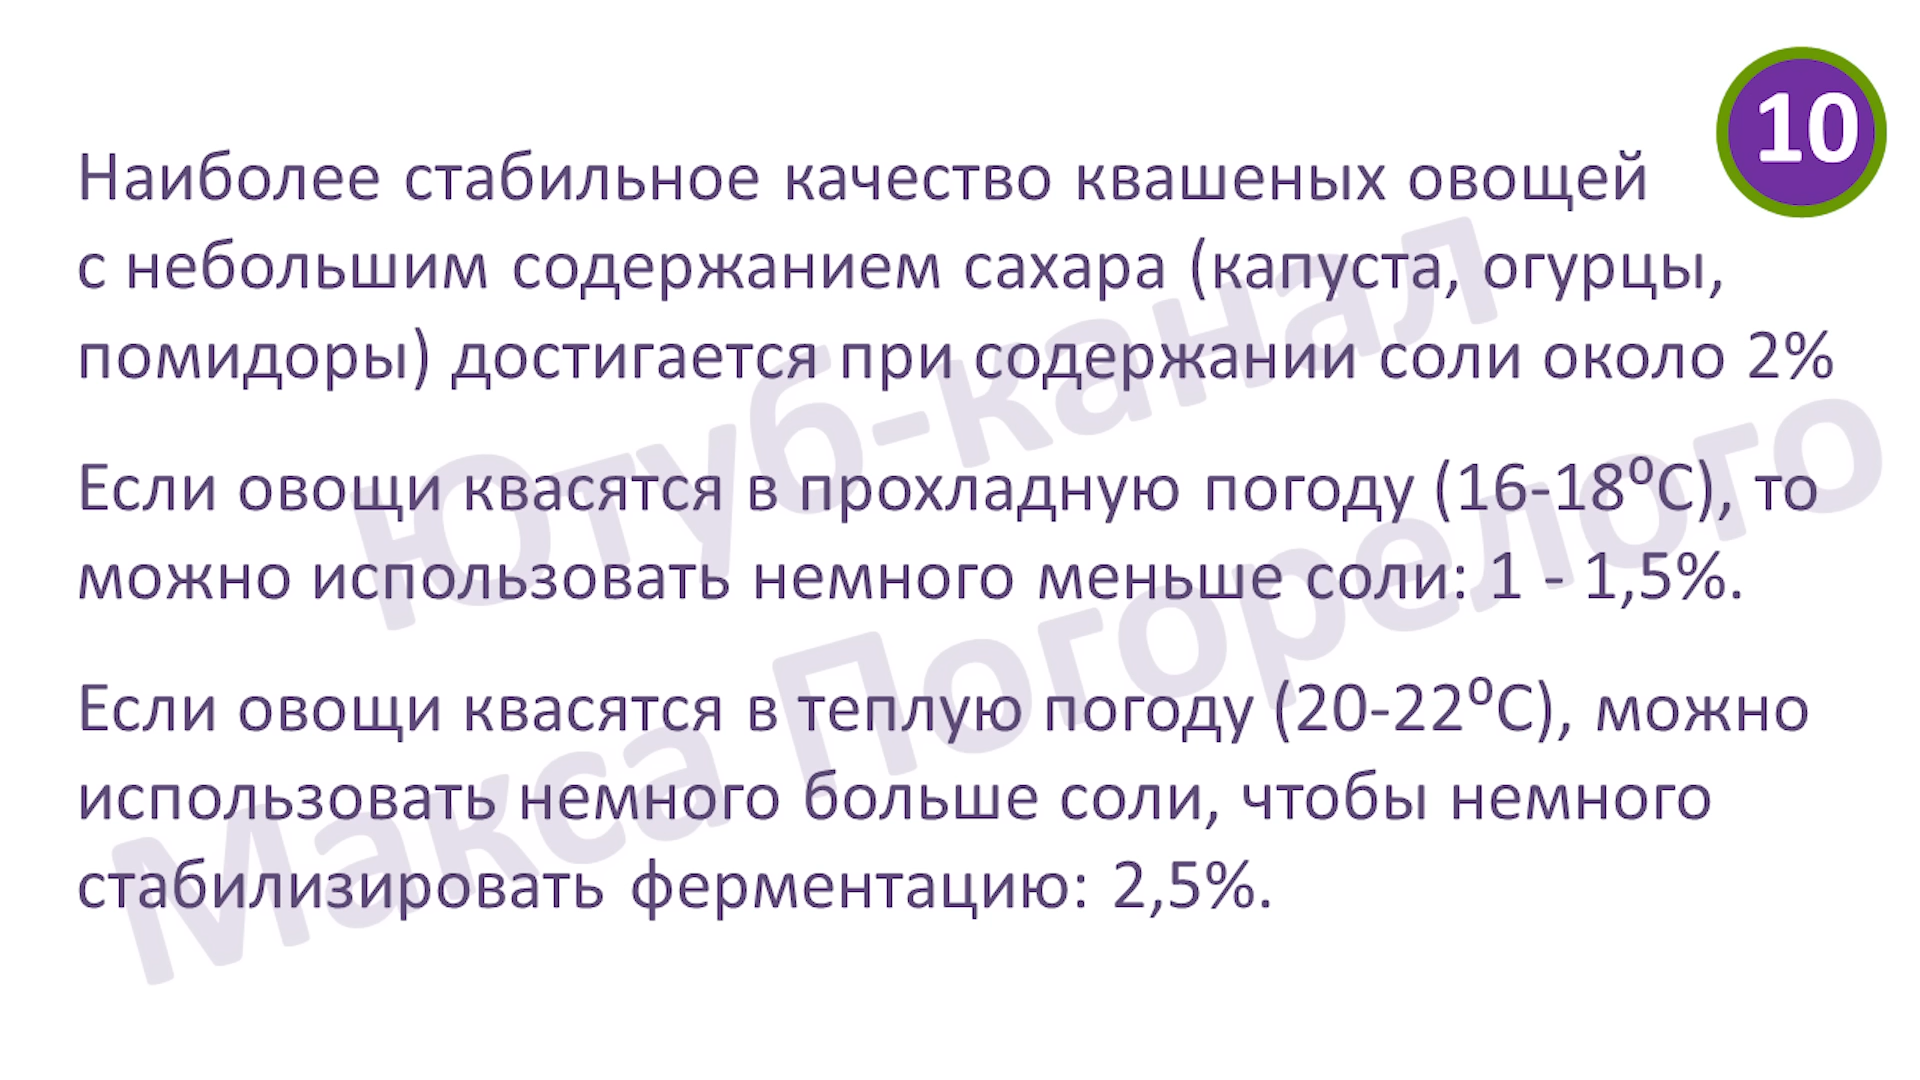 10
Наиболее стабильное качество квашеных овощей
с небольшим содержанием сахара (капуста, огурцы,
помидоры) достигается при содержании соли около 2%
Если овощи квасятся в прохладную погоду (16-18⁰С), то
можно использовать немного меньше соли: 1 - 1,5%.
Если овощи квасятся в теплую погоду (20-22⁰С), можно
использовать немного больше соли, чтобы немного
стабилизировать ферментацию: 2,5%.
Ютуб-канал
Макса Погорелого